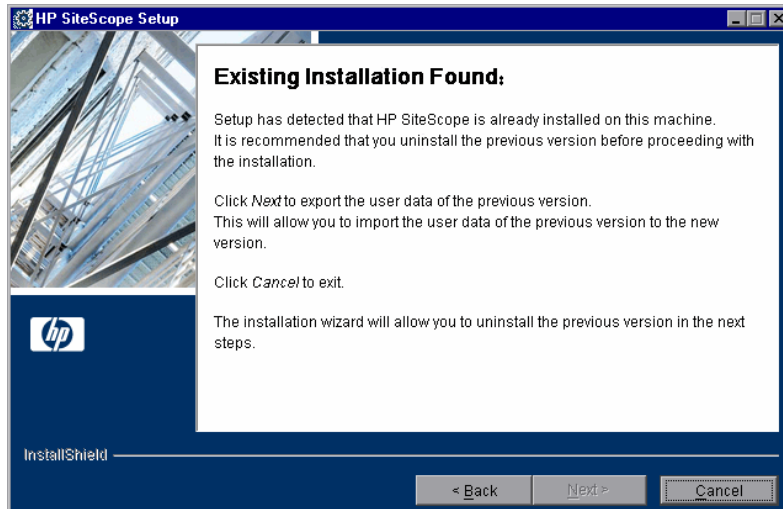 HP SiteScope Setup
Existing Installation Found:
Setup has detected that HP SiteScope is already installed on this machine.
It is recommended that you uninstall the previous version before proceeding with
the installation.
Click Next to export the user data of the previous version.
This will allow you to import the user data of the previous version to the new
version.
Click Cancel to exit.
The installation wizard will allow you to uninstall the previous version in the next
steps.
hp
InstallShield
< Back
Next >
Cancel